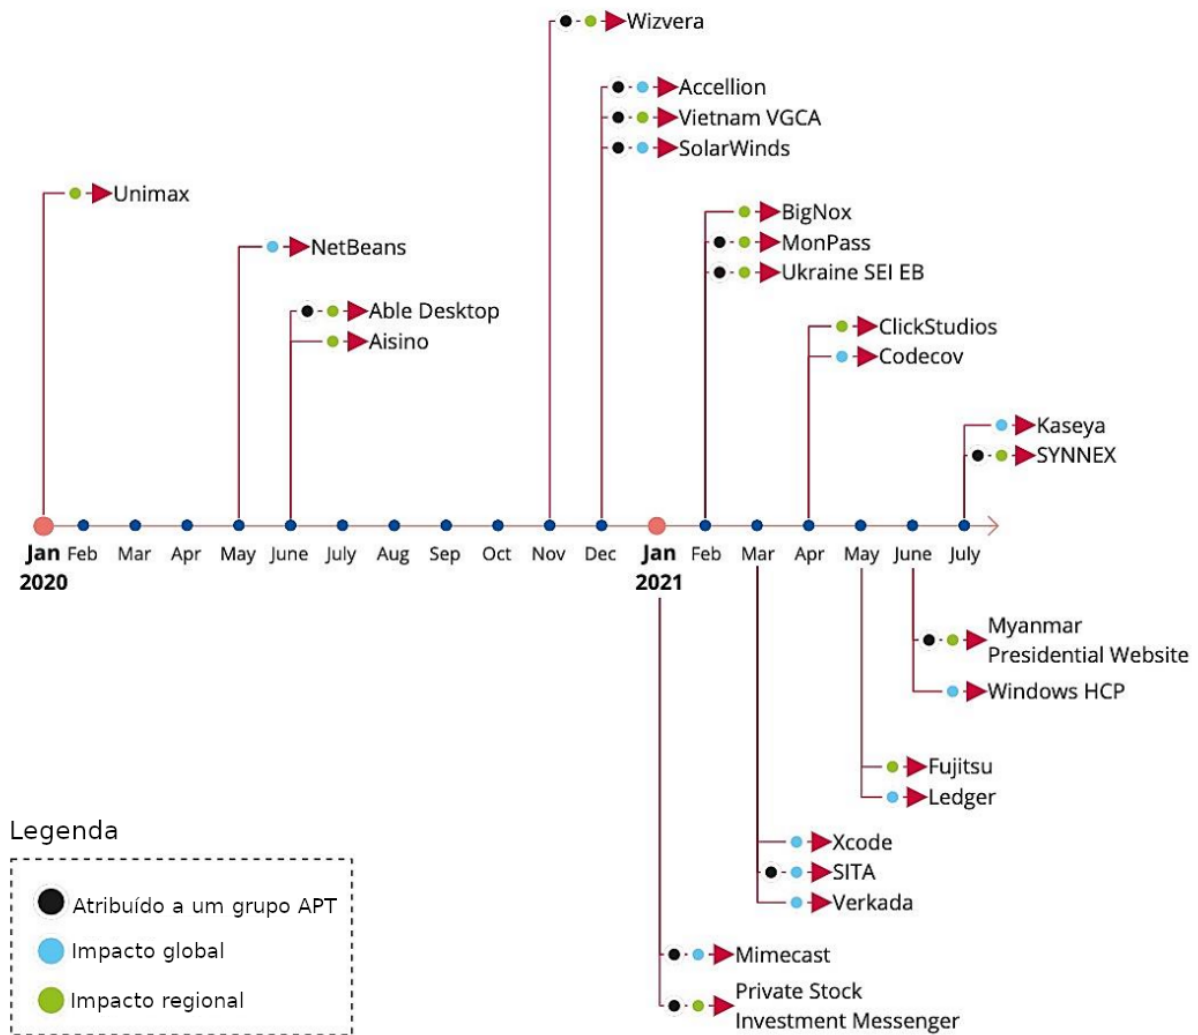 Wizvera
Accellion
Vietnam VGCA
SolarWinds
Unimax
BigNox
NetBeans
MonPass
Ukraine SEI EB
Able Desktop
Aisino
ClickStudios
Codecov
Kaseya
SYNNEX
Jan Feb Mar Apr May June July Aug Sep Oct Nov Dec Jan Feb Mar Apr May June July
2020 2021
Myanmar
Presidential Website
Windows HCP
Fujitsu
Ledger
Xcode
SITA
Verkada
Mimecast
Private Stock
Investment Messenger
Legenda
Atribuído a um grupo APT
Impacto global
Impacto regional